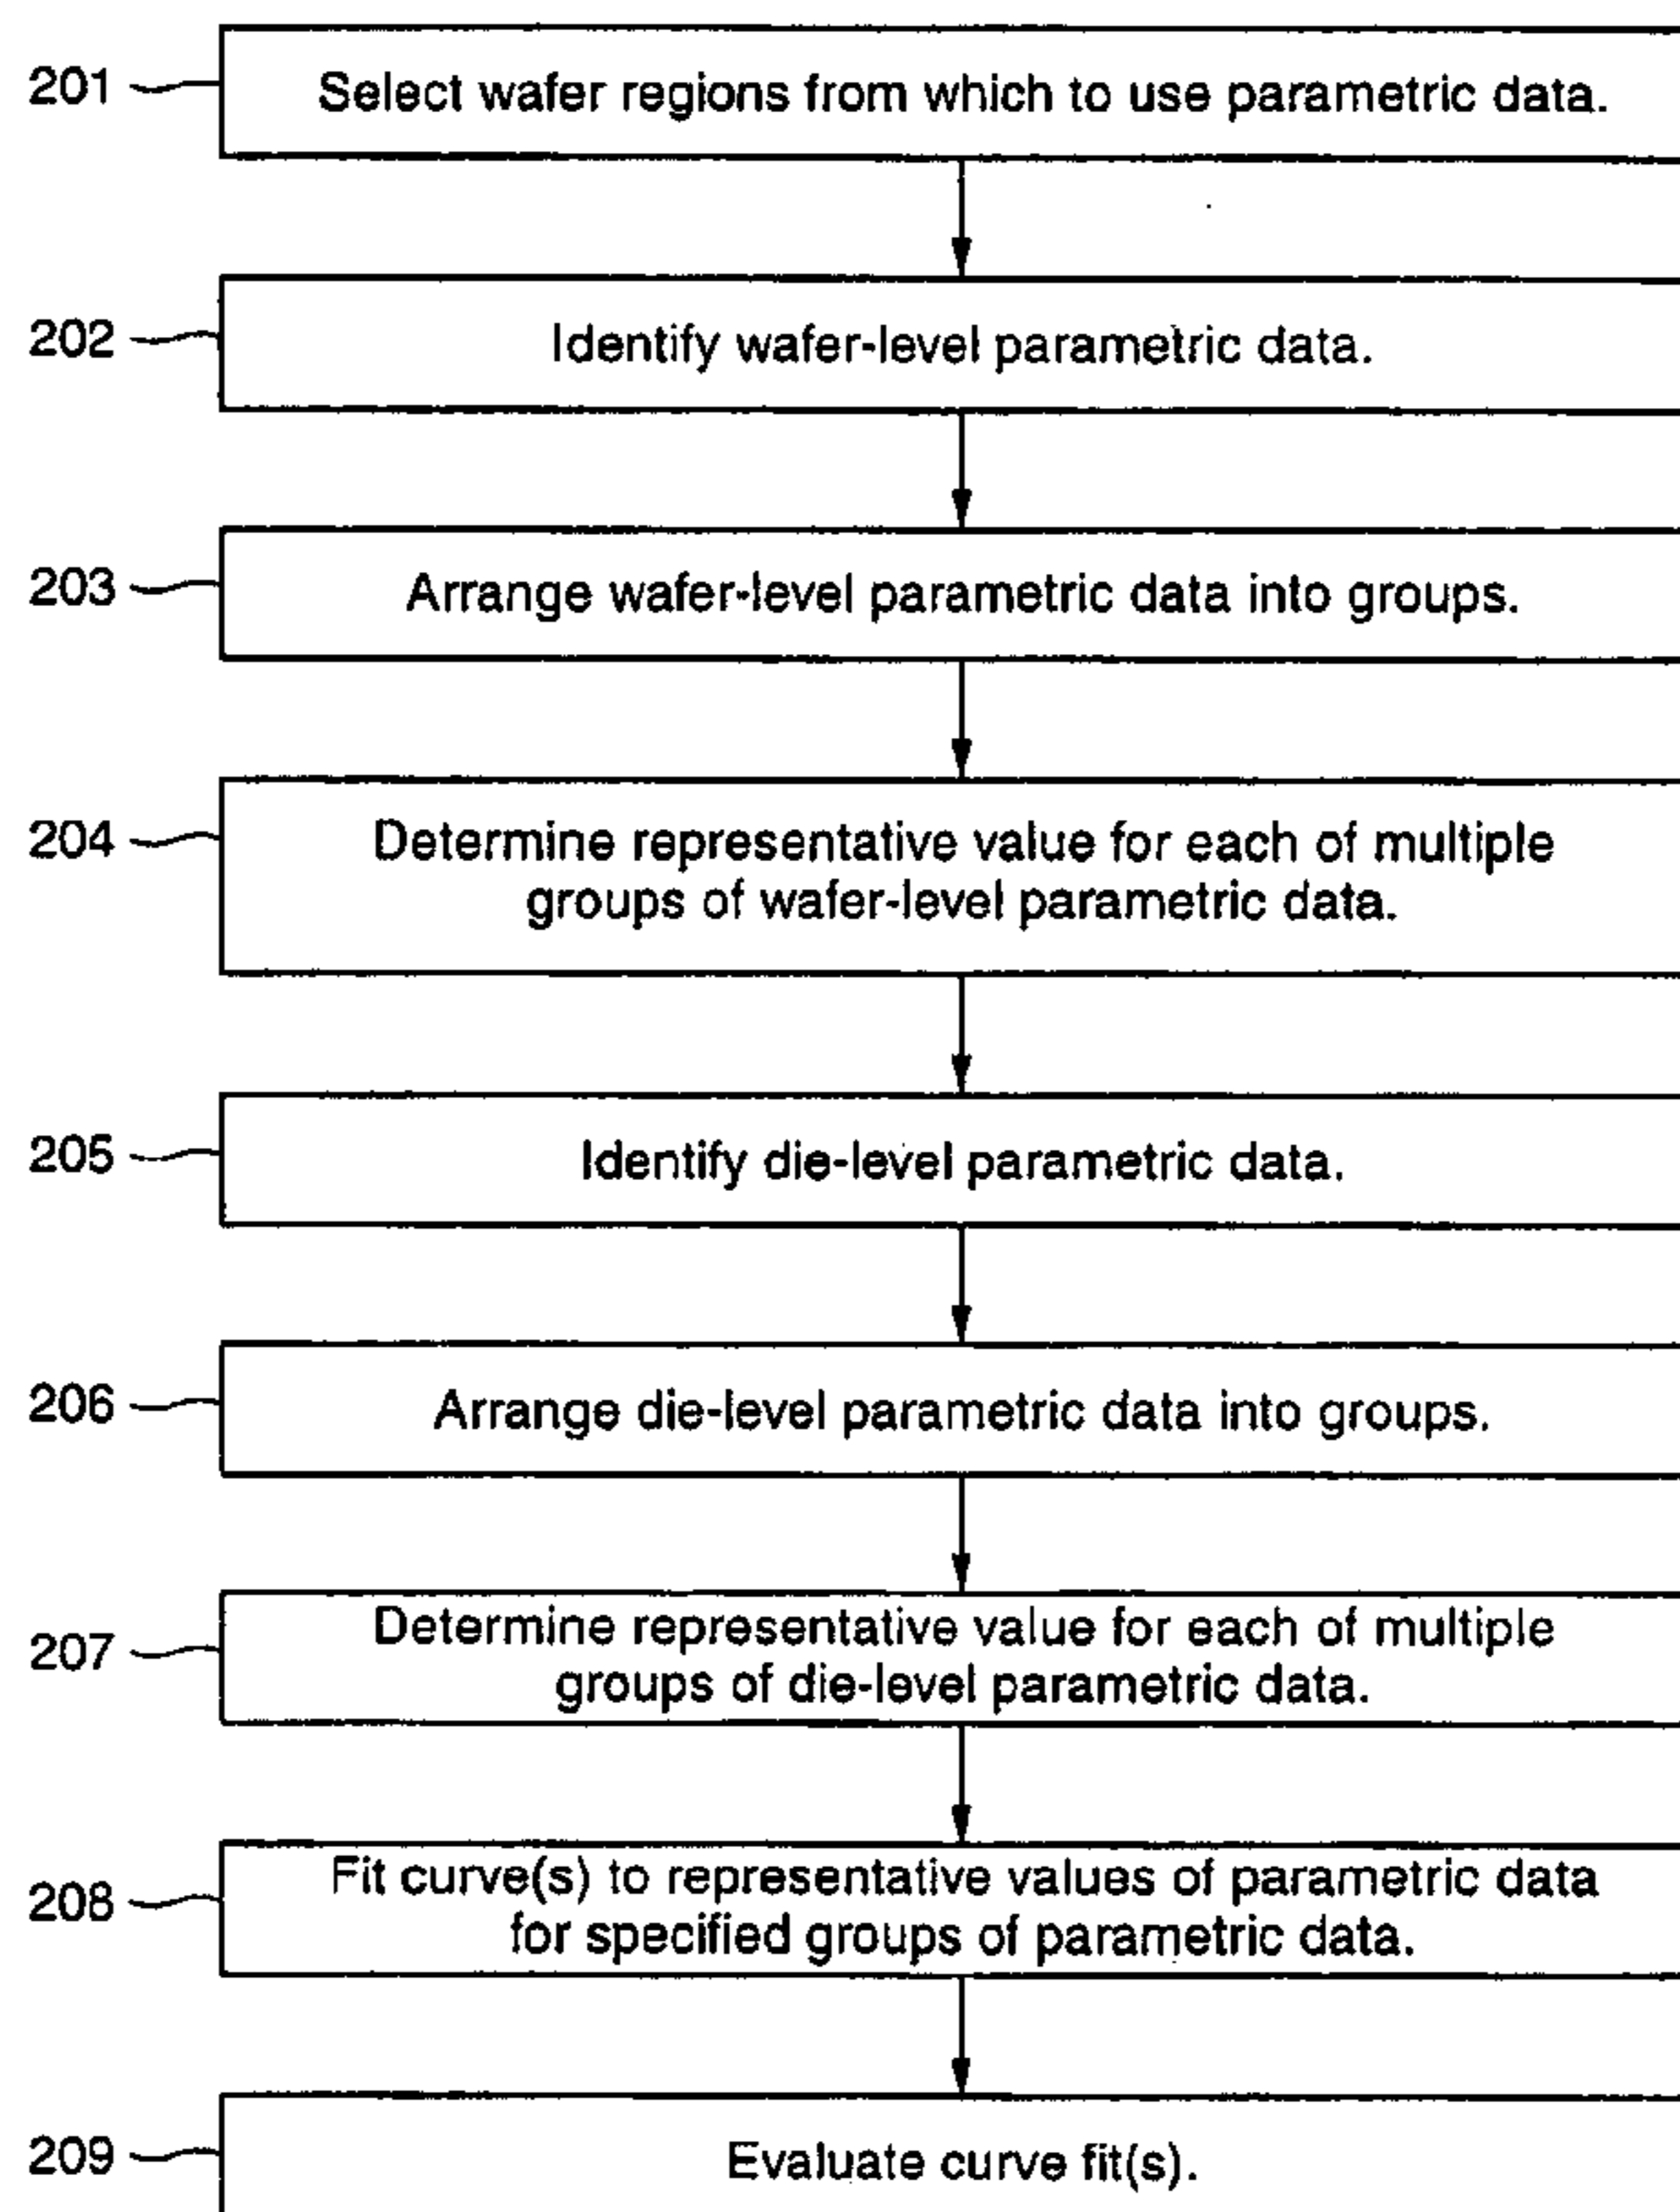 201
Select wafer regions from which to use parametric data.
202
Identify wafer-level parametric data.
203
Arrange wafer-level parametric data into groups.
204
Determine representative value for each of multiple
groups of wafer-level parametric data.
205
Identify die-level parametric data.
206
Arrange die-level parametric data into groups.
207
Determine representative value for each of multiple
groups of die-level parametric data.
208
Fit curve(s) to representative values of parametric data
for specified groups of parametric data.
209
Evaluate curve fit(s).